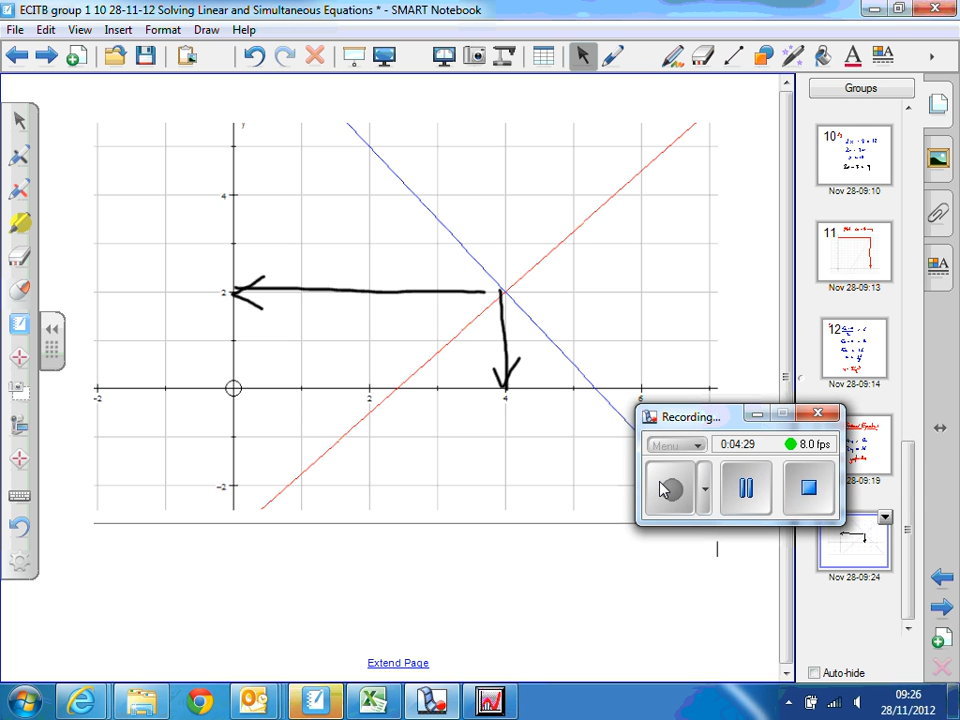 ECITB group 1 10 28-11-12 Solving Linear and Simultaneous Equations * - SMART Notebook
File Edit View Insert Format Draw Help
Groups
y
4
2
-2
-2
2
4
6
10
Nov 28-09:10
11
Nov 28-09:13
12
Nov 28-09:14
28-09:19
Nov 28-09:24
Recording...
Menu
0:04:29
8.0 fps
Extend Page
Auto-hide
09:26
28/11/2012